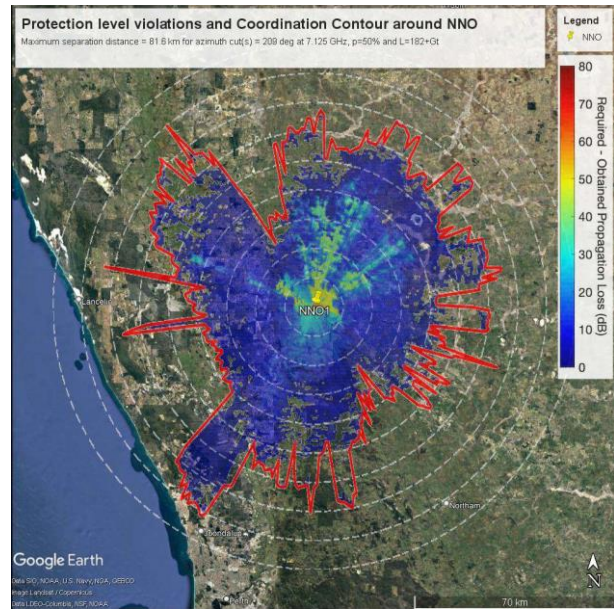 Protection level violations and Coordination Contour around NNO
Maximum separation distance = 81.6 km for azimuth cut(s) = 209 deg at 7.125 GHz, p=50% and L=182+Gt
Legend
NNO
80
70
60
50
40
30
20
10
0
Required - Obtained Propagation Loss (dB)
Lancelin
NNO1
Northam
Joondalup
Perth
Google Earth
Data SIO, NOAA, U.S. Navy, NGA, GEBCO
Image Landsat / Copernicus
Data LDEO-Columbia, NSF, NOAA
70 km
N